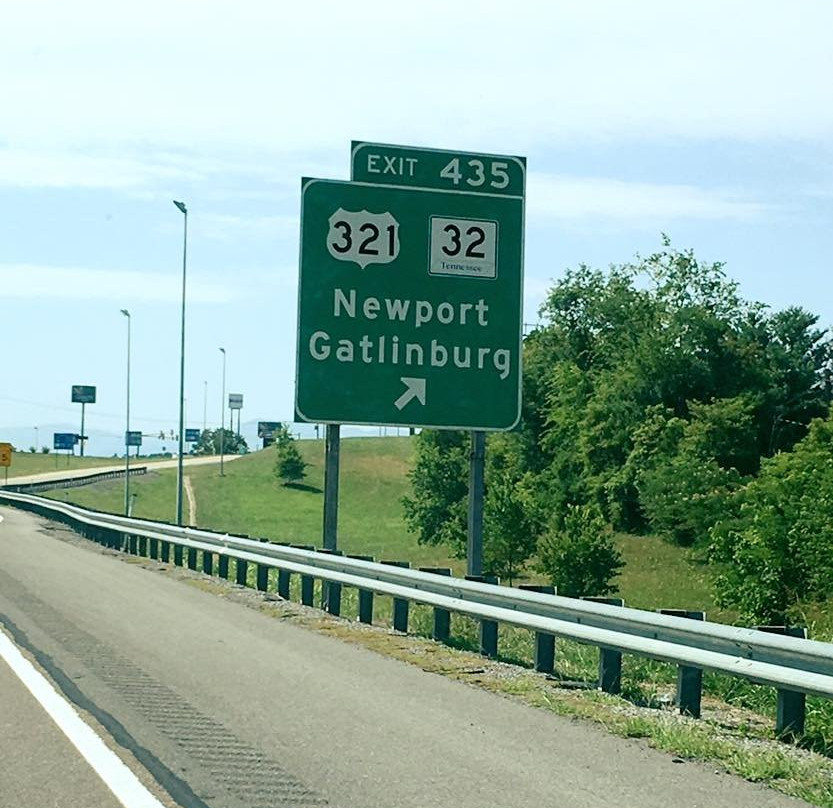 EXIT 435
321 32
Tennessee
Newport
Gatlinburg